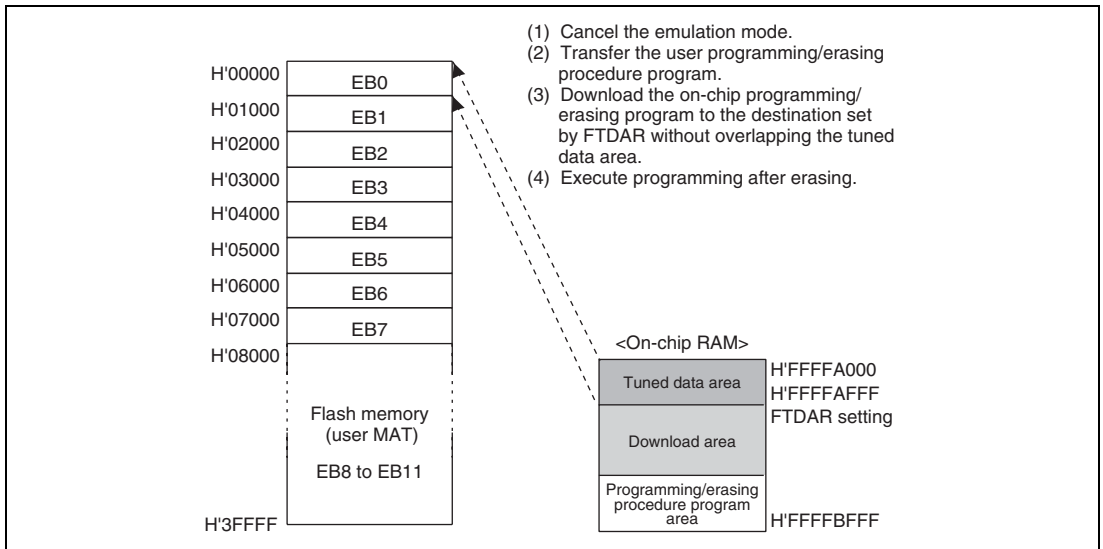 (1) Cancel the emulation mode.
(2) Transfer the user programming/erasing
procedure program.
(3) Download the on-chip programming/
erasing program to the destination set
by FTDAR without overlapping the tuned
data area.
(4) Execute programming after erasing.
H'00000
EB0
H'01000
EB1
H'02000
EB2
H'03000
EB3
H'04000
EB4
H'05000
EB5
H'06000
EB6
H'07000
EB7
H'08000
Flash memory
(user MAT)
EB8 to EB11
H'3FFFF
<On-chip RAM>
Tuned data area
H'FFFFA000
H'FFFFAFFF
FTDAR setting
Download area
Programming/erasing
procedure program
area
H'FFFFBFFF